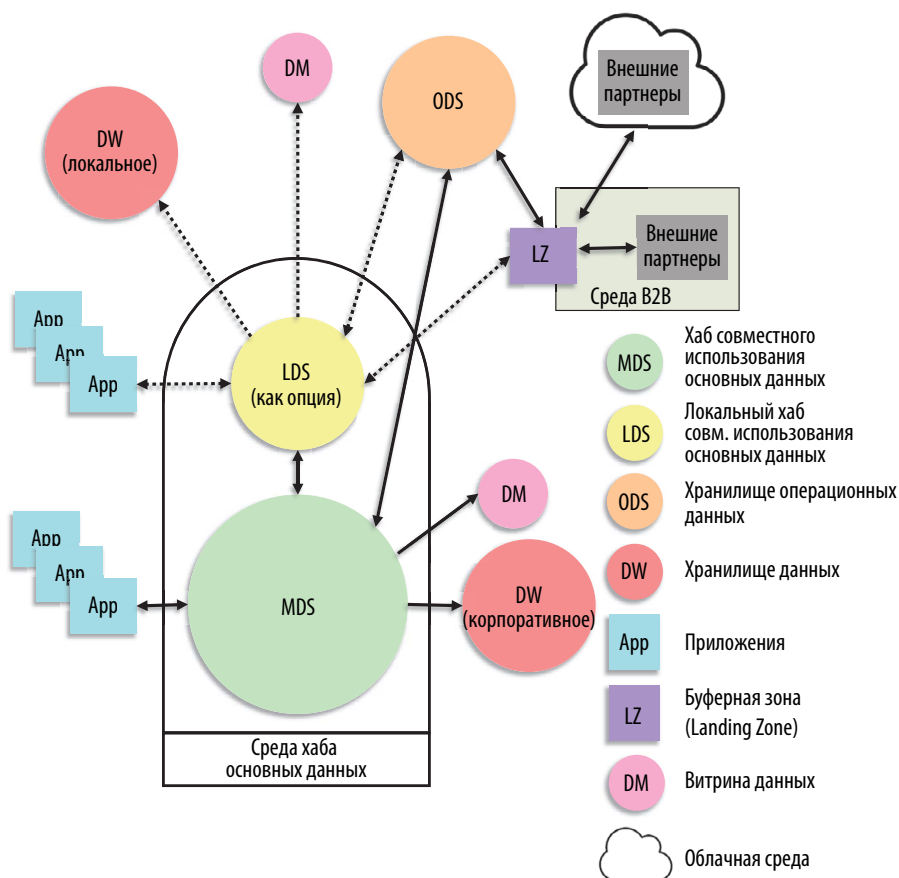 DM
ODS
Внешние
партнеры
DW
(локальное)
LZ
Внешние
партнеры
Среда B2B
App
App
App
LDS
(как опция)
App
App
App
MDS
DM
DW
(корпоративное)
Среда хаба
основных данных
MDS
Хаб совместного
использования
основных данных
LDS
Локальный хаб
совм. использования
основных данных
ODS
Хранилище операционных
данных
DW
Хранилище данных
App
Приложения
LZ
Буферная зона
(Landing Zone)
DM
Витрина данных
Облачная среда